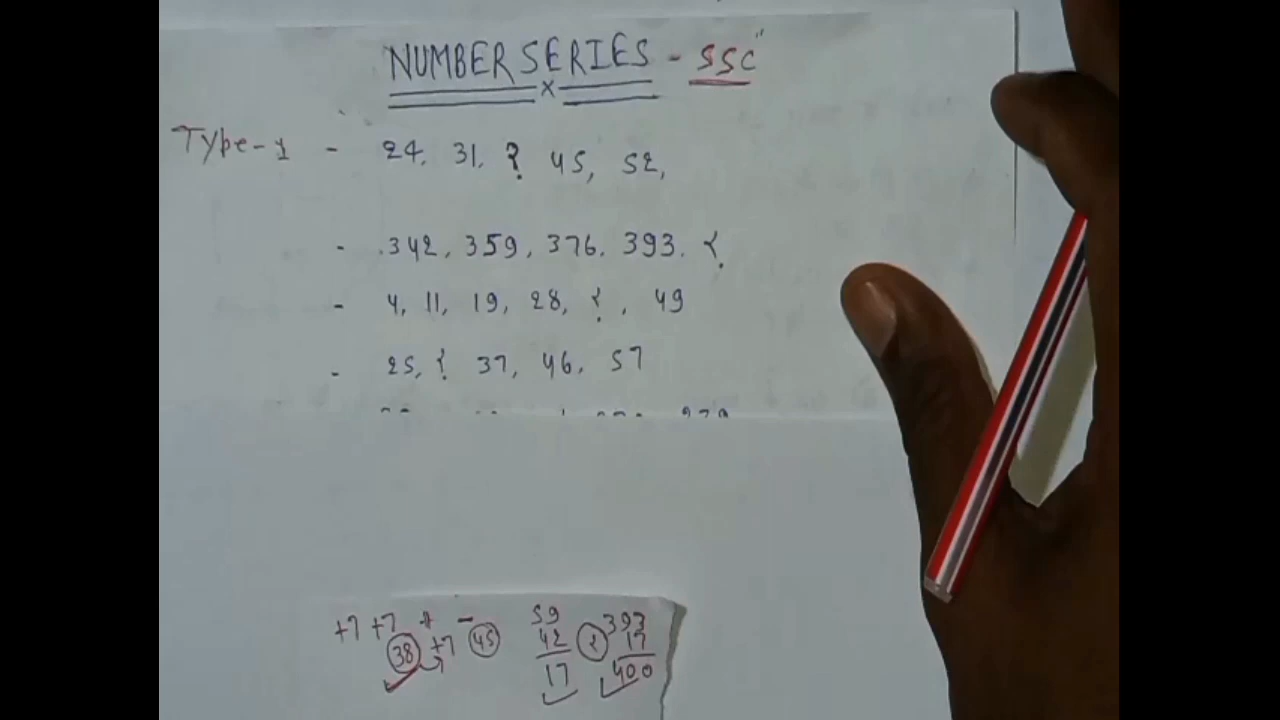 NUMBER SERIES - SSC"
x
Type-1 - 24, 31, ? 45, 52,
- 342, 359, 376, 393, ?
- 4, 11, 19, 28, ?, 49
- 25, ? 37, 46, 57
+7 +7
38 +7 45
59
42
17
?
393
17
400